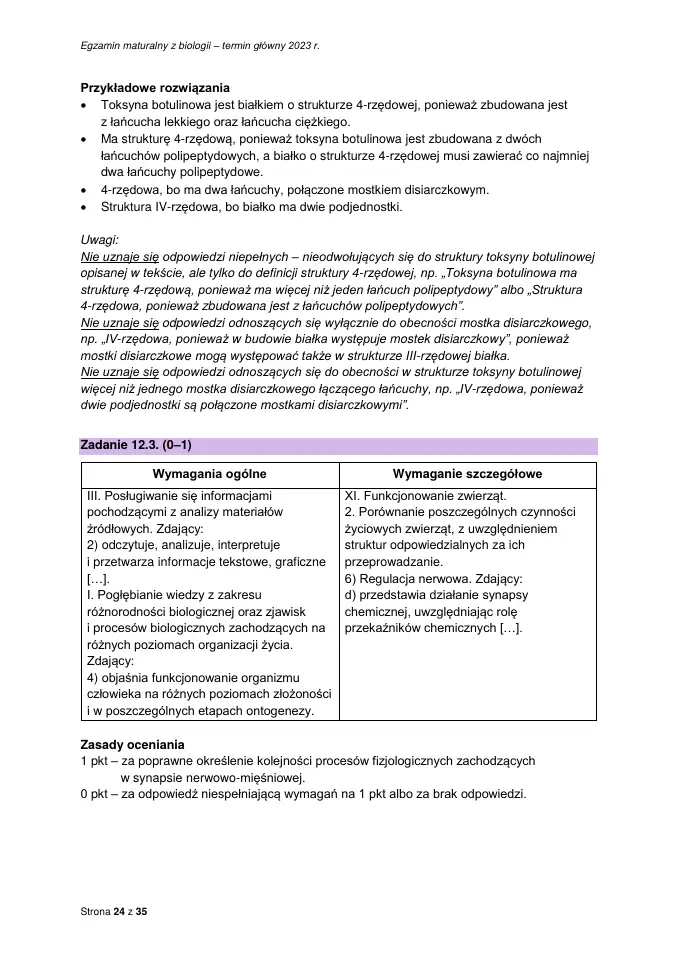 Egzamin maturalny z biologii – termin główny 2023 r.
Przykładowe rozwiązania
• Toksyna botulinowa jest białkiem o strukturze 4-rzędowej, ponieważ zbudowana jest
z łańcucha lekkiego oraz łańcucha ciężkiego.
• Ma strukturę 4-rzędową, ponieważ toksyna botulinowa jest zbudowana z dwóch
łańcuchów polipeptydowych, a białko o strukturze 4-rzędowej musi zawierać co najmniej
dwa łańcuchy polipeptydowe.
• 4-rzędowa, bo ma dwa łańcuchy, połączone mostkiem disiarczkowym.
• Struktura IV-rzędowa, bo białko ma dwie podjednostki.
Uwagi:
Nie uznaje się odpowiedzi niepełnych – nieodwołujących się do struktury toksyny botulinowej
opisanej w tekście, ale tylko do definicji struktury 4-rzędowej, np. „Toksyna botulinowa ma
strukturę 4-rzędową, ponieważ ma więcej niż jeden łańcuch polipeptydowy” albo „Struktura
4-rzędowa, ponieważ zbudowana jest z łańcuchów polipeptydowych”.
Nie uznaje się odpowiedzi odnoszących się wyłącznie do obecności mostka disiarczkowego,
np. „IV-rzędowa, ponieważ w budowie białka występuje mostek disiarczkowy”, ponieważ
mostki disiarczkowe mogą występować także w strukturze III-rzędowej białka.
Nie uznaje się odpowiedzi odnoszących się do obecności w strukturze toksyny botulinowej
więcej niż jednego mostka disiarczkowego łączącego łańcuchy, np. „IV-rzędowa, ponieważ
dwie podjednostki są połączone mostkami disiarczkowymi”.
Zadanie 12.3. (0–1)
Wymagania ogólne
III. Posługiwanie się informacjami
pochodzącymi z analizy materiałów
źródłowych. Zdający:
2) odczytuje, analizuje, interpretuje
i przetwarza informacje tekstowe, graficzne
[…].
I. Pogłębianie wiedzy z zakresu
różnorodności biologicznej oraz zjawisk
i procesów biologicznych zachodzących na
różnych poziomach organizacji życia.
Zdający:
4) objaśnia funkcjonowanie organizmu
człowieka na różnych poziomach złożoności
i w poszczególnych etapach ontogenezy.
Wymaganie szczegółowe
XI. Funkcjonowanie zwierząt.
2. Porównanie poszczególnych czynności
życiowych zwierząt, z uwzględnieniem
struktur odpowiedzialnych za ich
przeprowadzanie.
6) Regulacja nerwowa. Zdający:
d) przedstawia działanie synapsy
chemicznej, uwzględniając rolę
przekaźników chemicznych […].
Zasady oceniania
1 pkt – za poprawne określenie kolejności procesów fizjologicznych zachodzących
w synapsie nerwowo-mięśniowej.
0 pkt – za odpowiedź niespełniającą wymagań na 1 pkt albo za brak odpowiedzi.
Strona 24 z 35